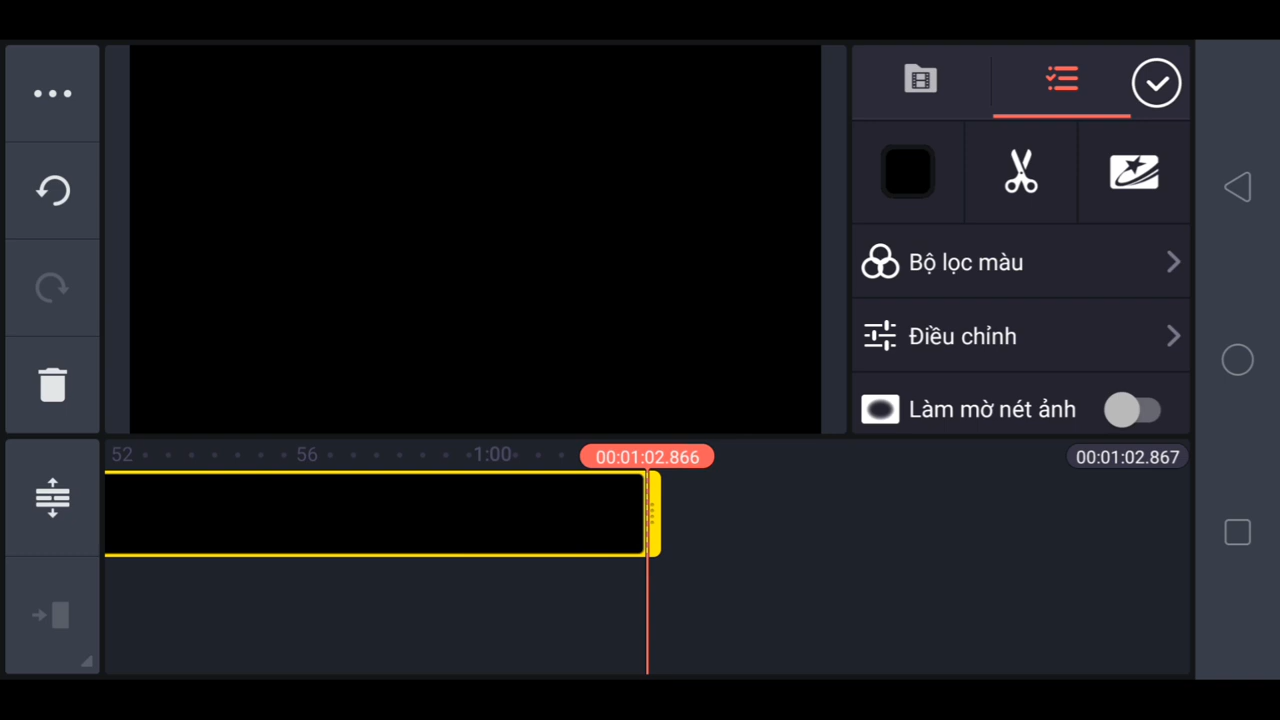 Bộ lọc màu
Điều chỉnh
Làm mờ nét ảnh
52 56 1:00 00:01:02.866 00:01:02.867